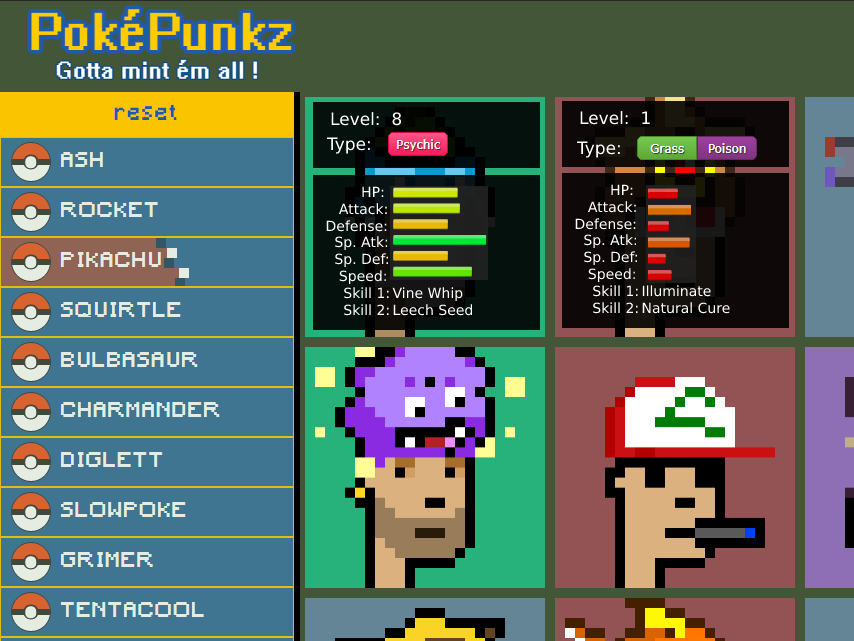 PokéPunkz
Gotta mint ém all !
reset
ASH
ROCKET
PIKACHU
SQUIRTLE
BULBASAUR
CHARMANDER
DIGLETT
SLOWPOKE
GRIMER
TENTACOOL
Level: 8
Type: Psychic
HP:
Attack:
Defense:
Sp. Atk:
Sp. Def:
Speed:
Skill 1: Vine Whip
Skill 2: Leech Seed
Level: 1
Type: Grass Poison
HP:
Attack:
Defense:
Sp. Atk:
Sp. Def:
Speed:
Skill 1: Illuminate
Skill 2: Natural Cure